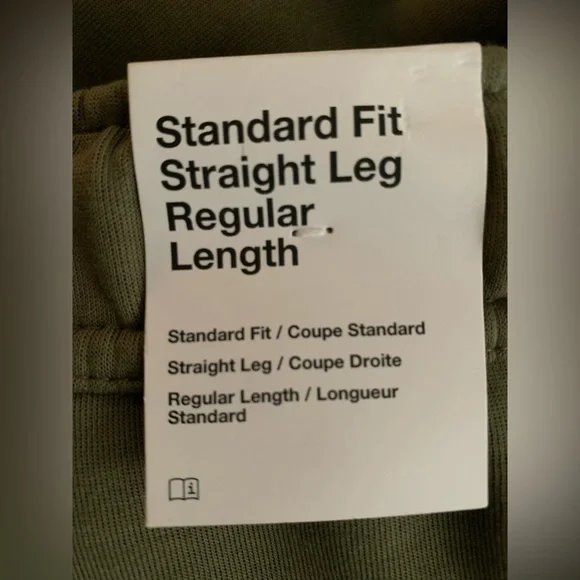 Standard Fit
Straight Leg
Regular
Length
Standard Fit / Coupe Standard
Straight Leg / Coupe Droite
Regular Length / Longueur
Standard
i